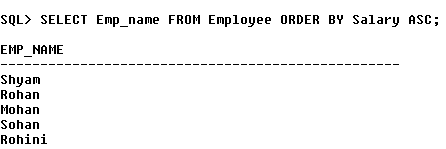 SQL> SELECT Emp_name FROM Employee ORDER BY Salary ASC;
EMP_NAME
--------------------------------------------------
Shyam
Rohan
Mohan
Sohan
Rohini